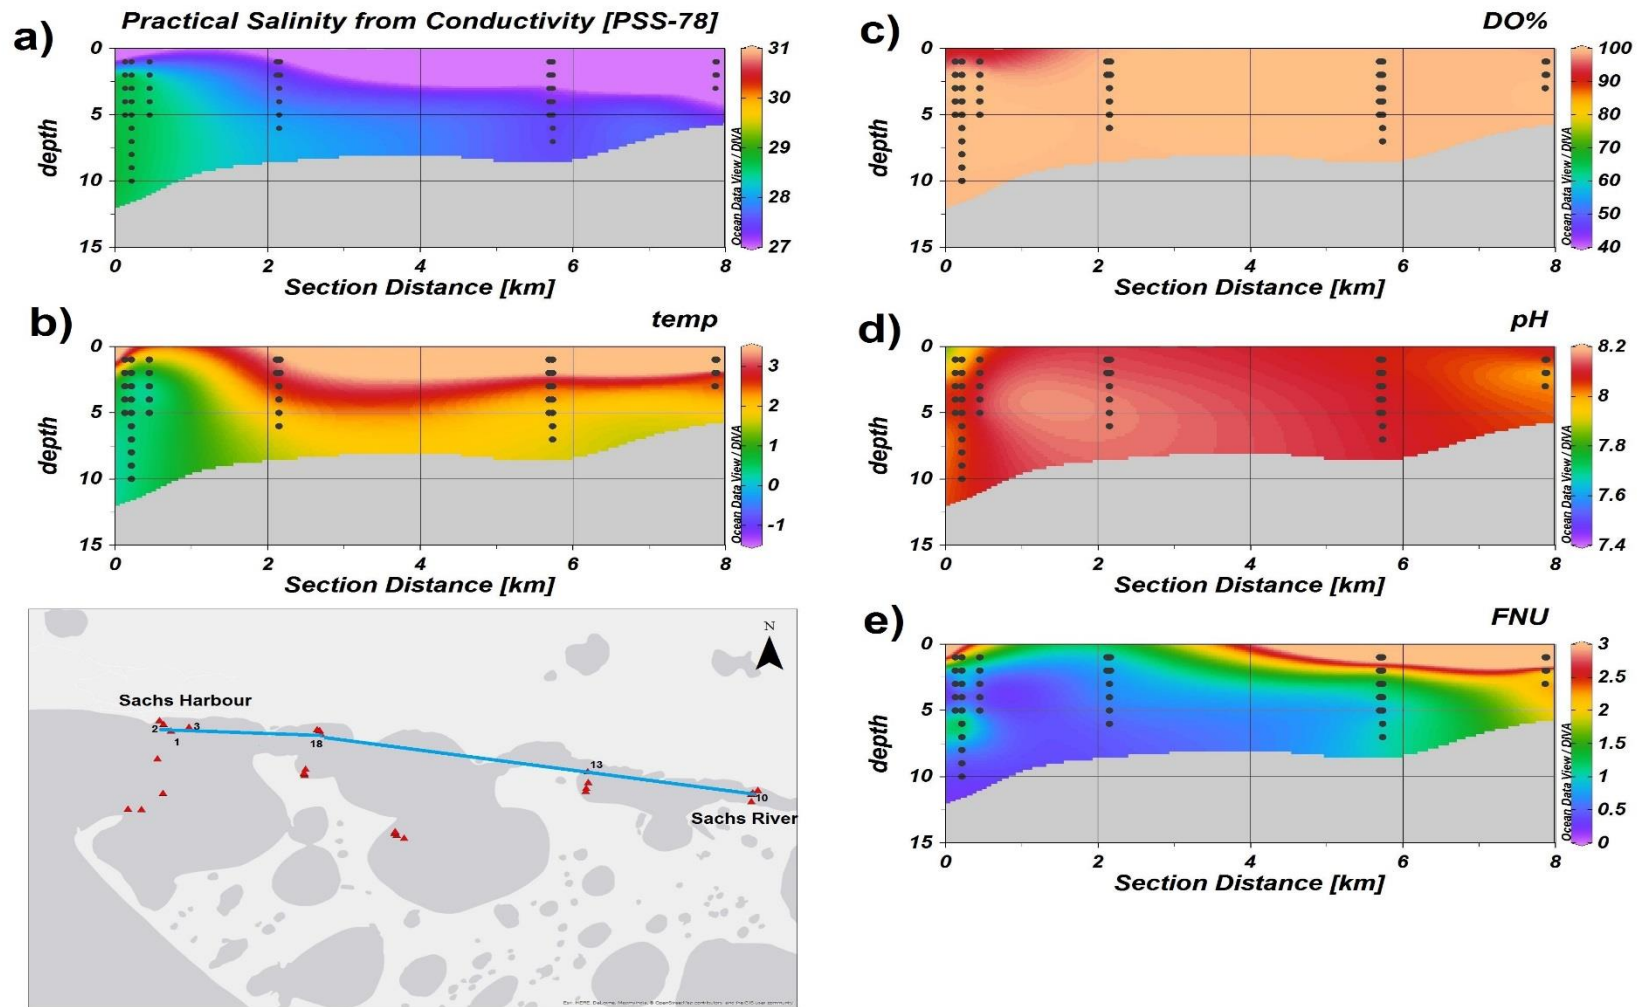 a)
Practical Salinity from Conductivity [PSS-78]
0
5
10
15
depth
0
2
4
6
8
Section Distance [km]
31
30
29
28
27
Ocean Data View / DIVA
b)
temp
0
5
10
15
depth
0
2
4
6
8
Section Distance [km]
3
2
1
0
-1
Ocean Data View / DIVA
N
Sachs Harbour
2
3
1
18
13
10
Sachs River
c)
DO%
0
5
10
15
depth
0
2
4
6
8
Section Distance [km]
100
90
80
70
60
50
40
Ocean Data View / DIVA
d)
pH
0
5
10
15
depth
0
2
4
6
8
Section Distance [km]
8.2
8
7.8
7.6
7.4
Ocean Data View / DIVA
e)
FNU
0
5
10
15
depth
0
2
4
6
8
Section Distance [km]
3
2.5
2
1.5
1
0.5
0
Ocean Data View / DIVA